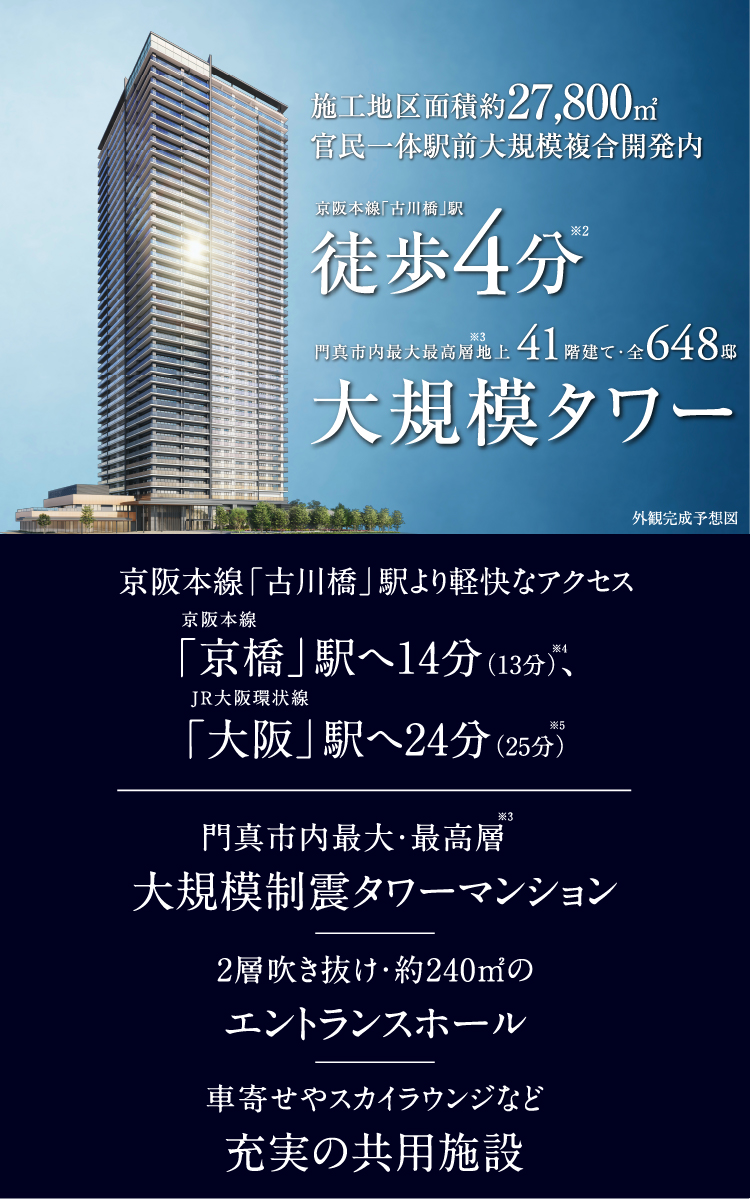 施工地区面積約27,800㎡
官民一体駅前大規模複合開発内
京阪本線「古川橋」駅
徒歩4分※2
門真市内最大最高層※3地上41階建て・全648邸
大規模タワー
外観完成予想図
京阪本線「古川橋」駅より軽快なアクセス
京阪本線
「京橋」駅へ14分（13分）※4、
JR大阪環状線
「大阪」駅へ24分（25分）※5
門真市内最大・最高層※3
大規模制震タワーマンション
2層吹き抜け・約240㎡の
エントランスホール
車寄せやスカイラウンジなど
充実の共用施設